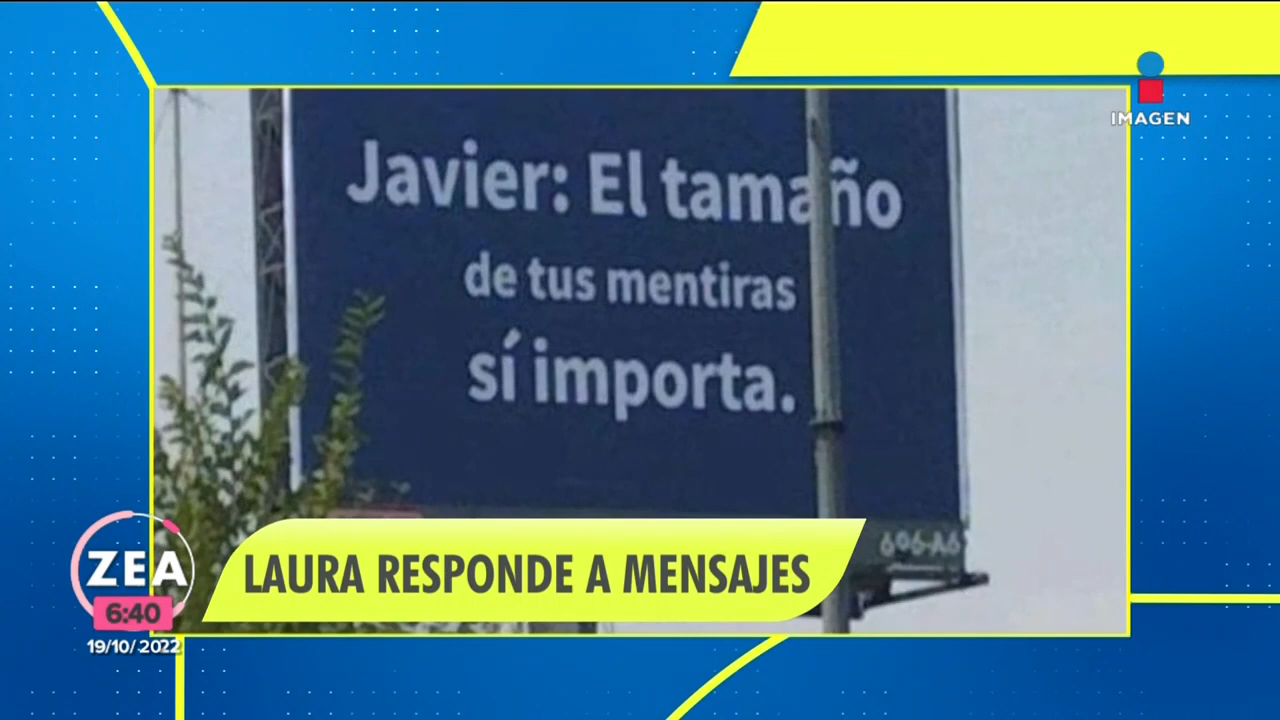 IMAGEN
Javier: El tamaño
de tus mentiras
sí importa.
696-A6
LAURA RESPONDE A MENSAJES
ZEA
6:40
19/10/2022